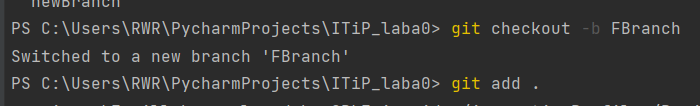 newBranch
PS C:\Users\RWR\PycharmProjects\ITiP_laba0> git checkout -b FBranch
Switched to a new branch 'FBranch'
PS C:\Users\RWR\PycharmProjects\ITiP_laba0> git add .